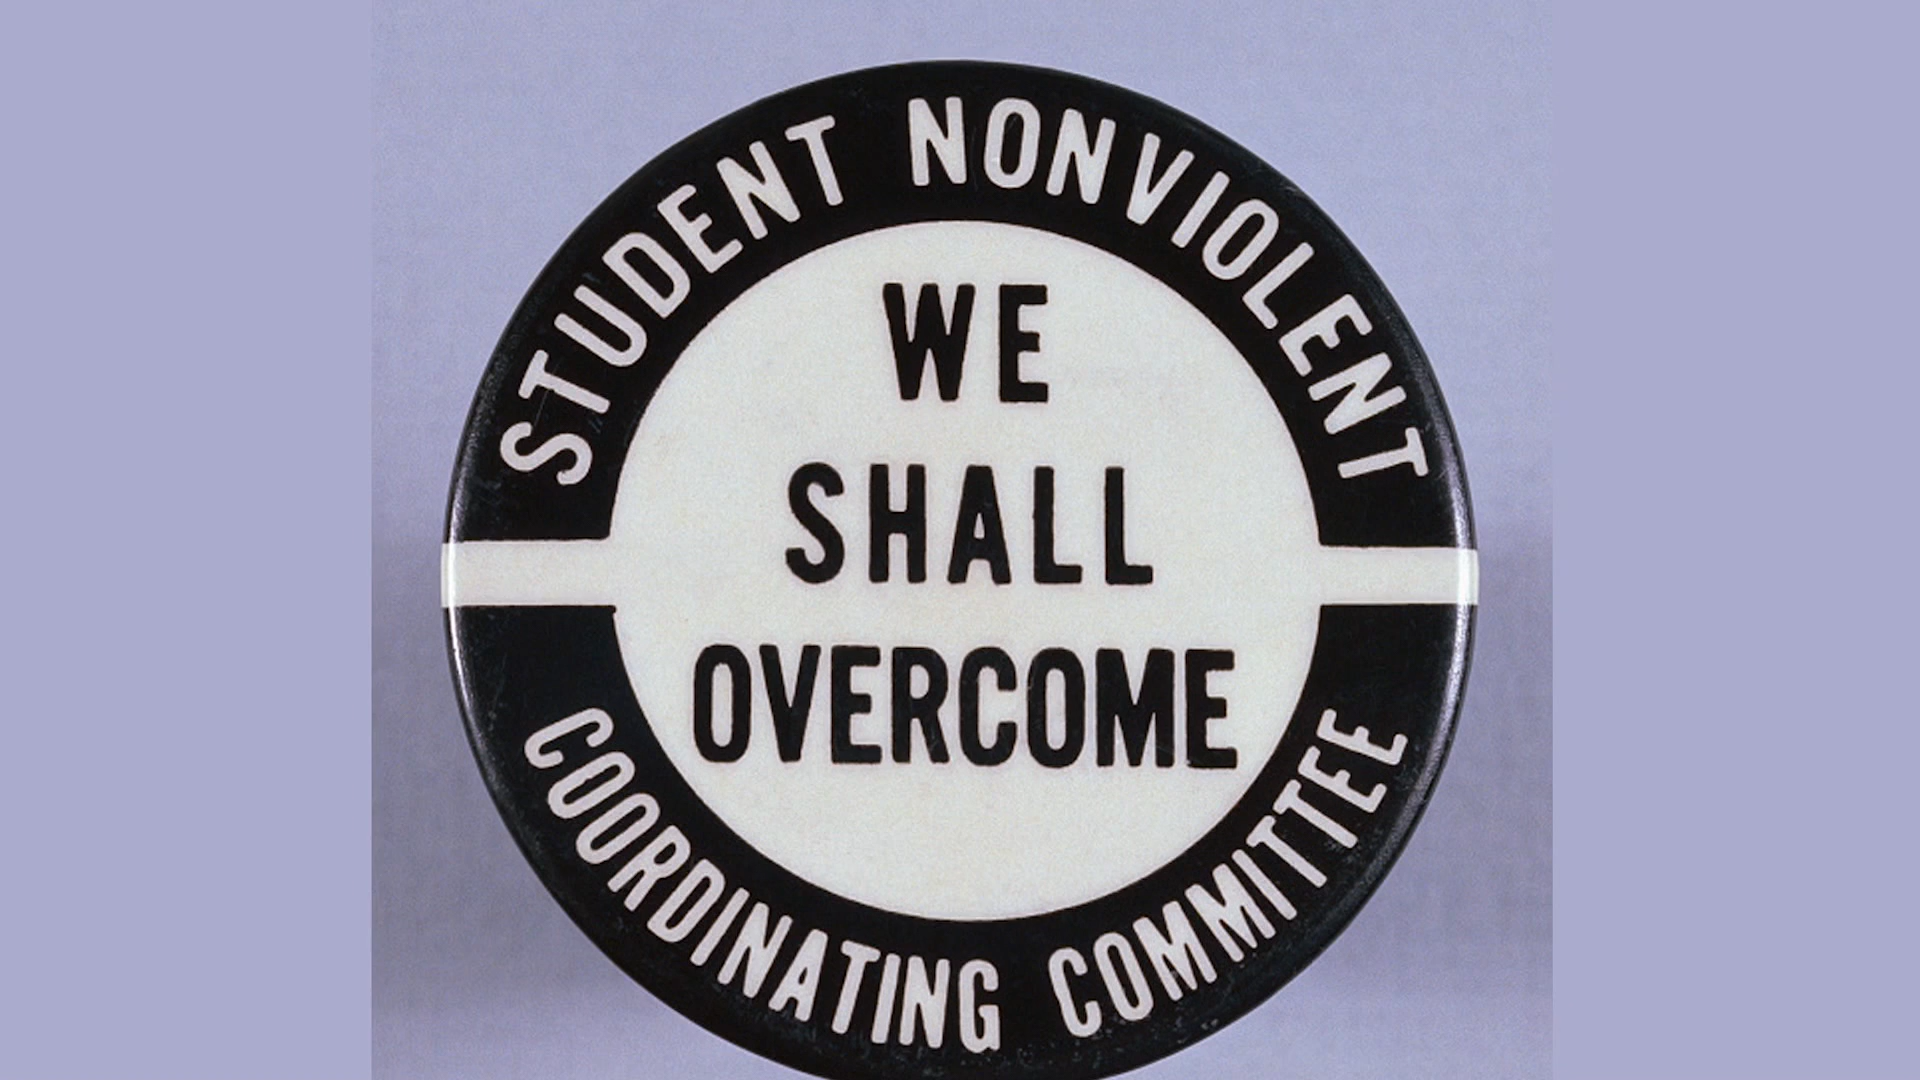 STUDENT NONVIOLENT
WE
SHALL
OVERCOME
COORDINATING COMMITTEE